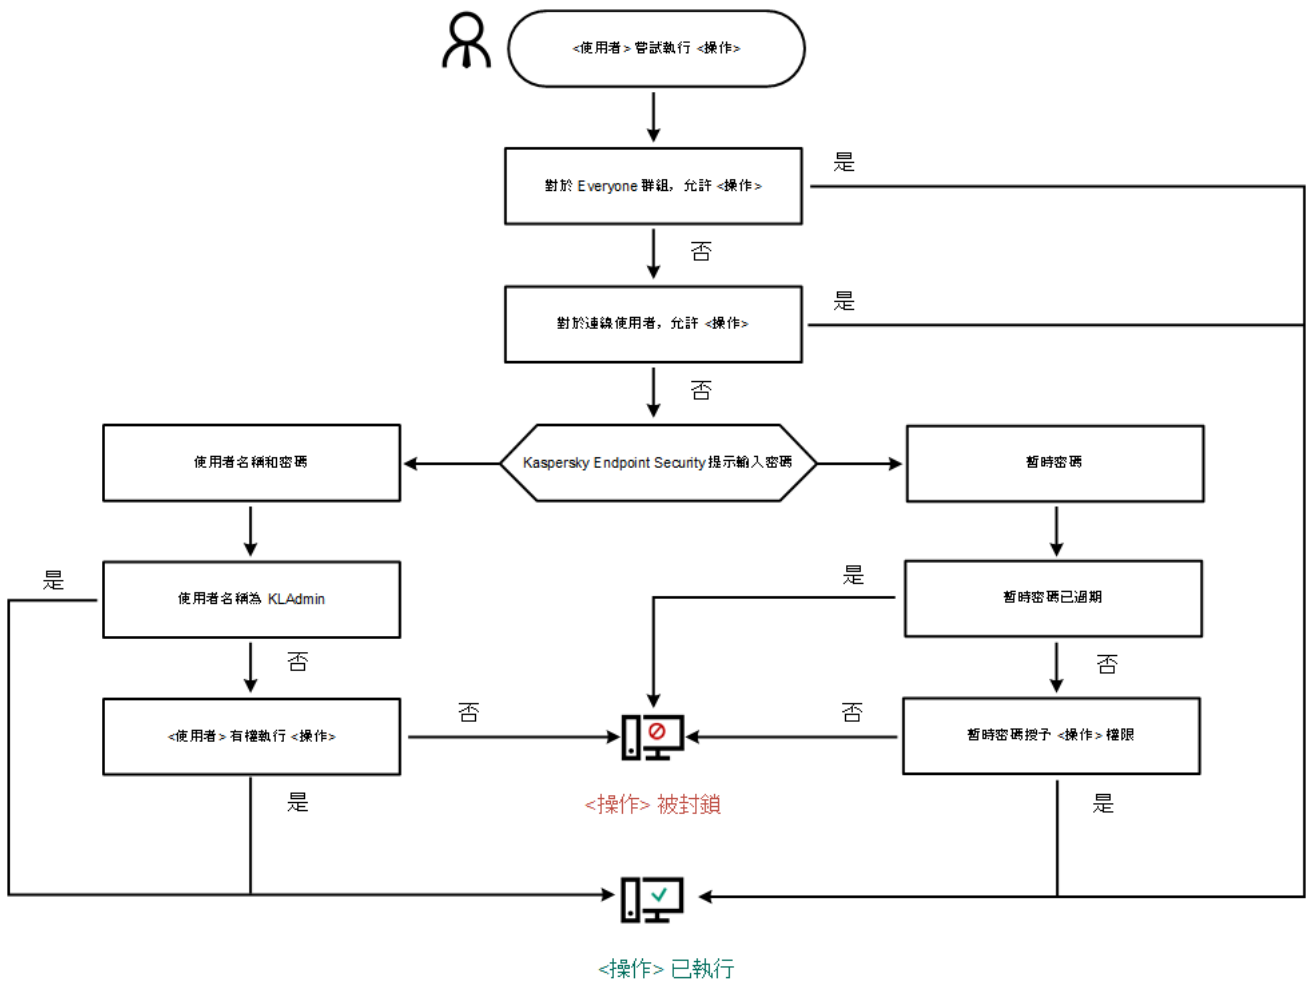 <使用者> 嘗試執行 <操作>
對於 Everyone 群組，允許 <操作>
是
否
對於連線使用者，允許 <操作>
是
否
使用者名稱和密碼
Kaspersky Endpoint Security 提示輸入密碼
暫時密碼
是
使用者名稱為 KLAdmin
是
暫時密碼已過期
否
否
<使用者> 有權執行 <操作>
否
否
暫時密碼授予 <操作> 權限
是
<操作> 被封鎖
是
<操作> 已執行